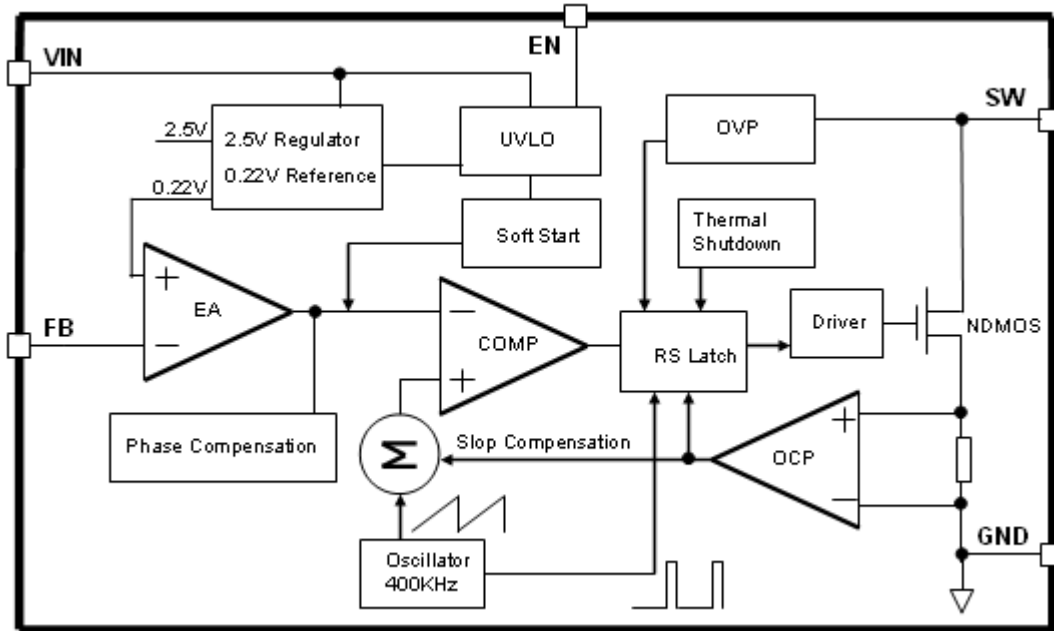 EN
VIN
SW
2.5V
2.5V Regulator
0.22V Reference
0.22V
UVLO
OVP
Soft Start
Thermal
Shutdown
+
EA
−
FB
−
COMP
+
RS Latch
Driver
NDMOS
Phase Compensation
Σ
Slop Compensation
+
OCP
−
Oscillator
400KHz
GND